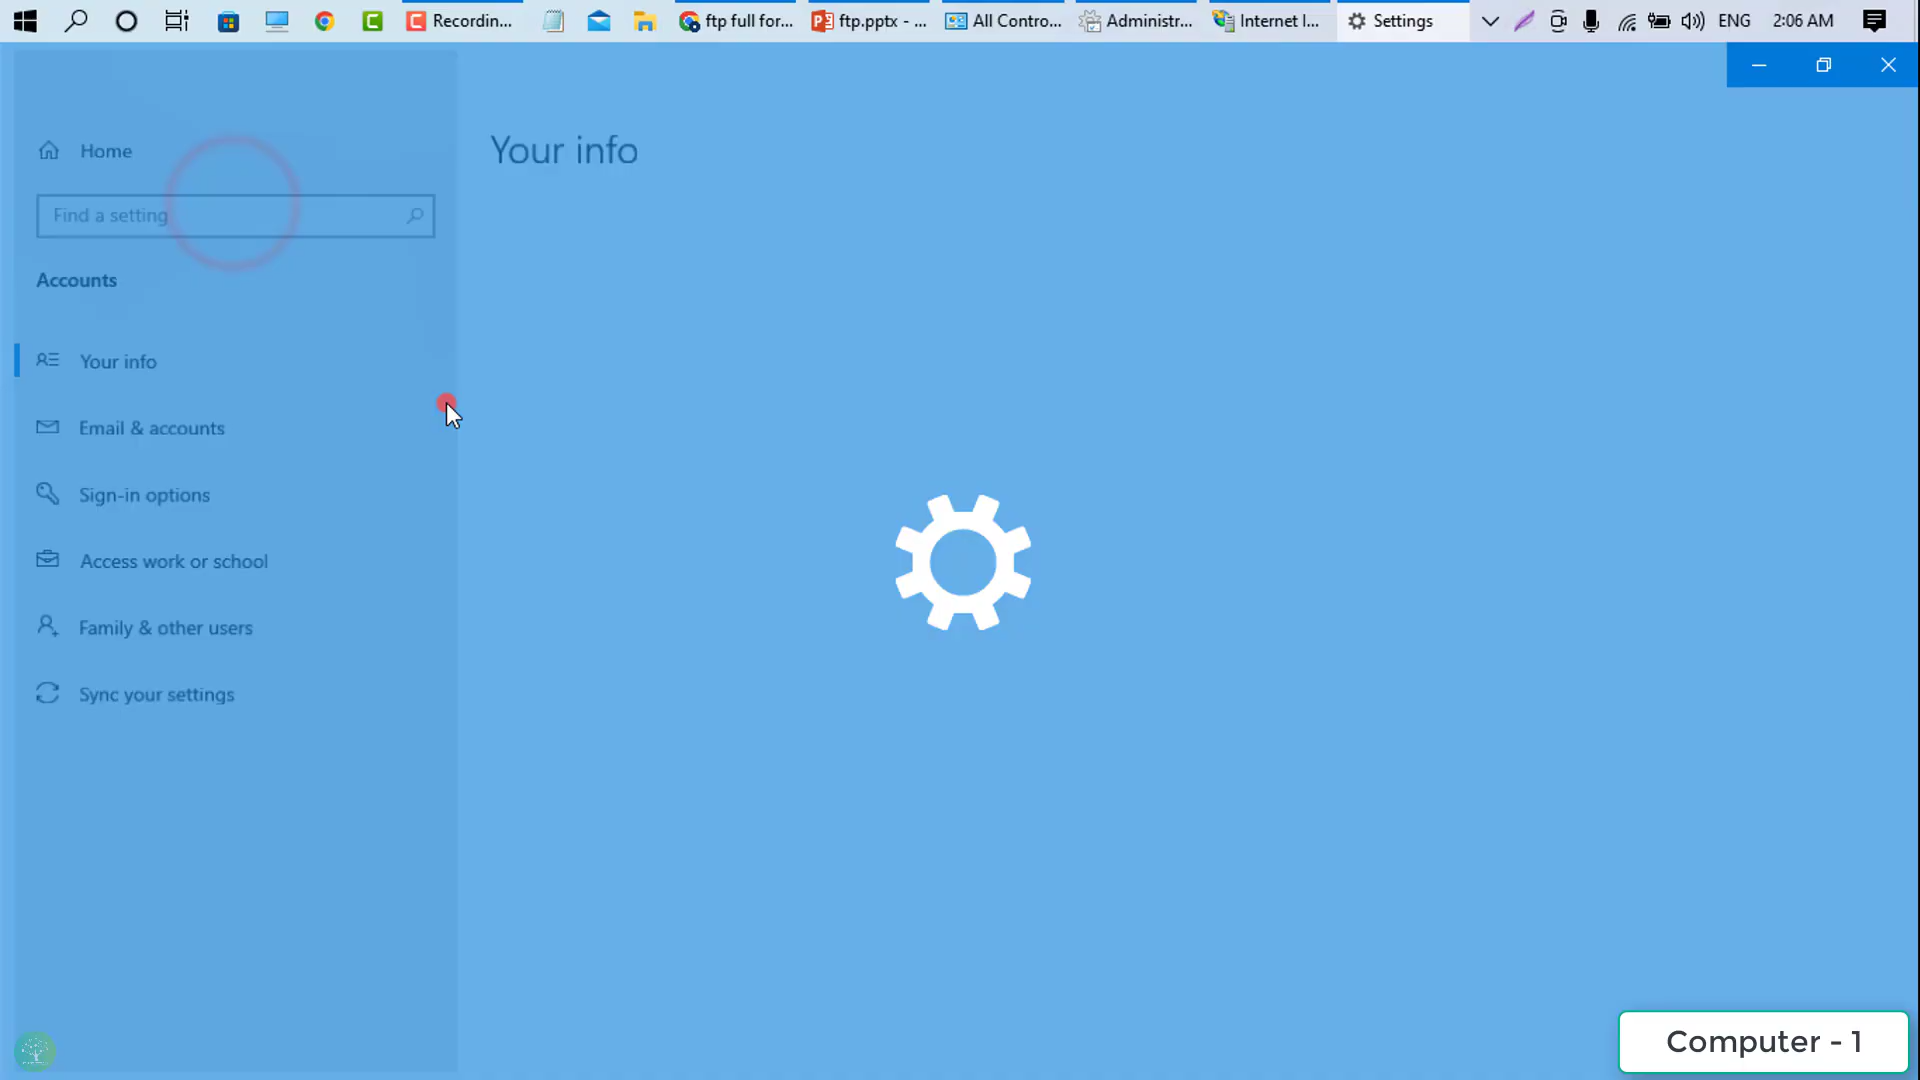 Recordin...
ftp full for...
ftp.pptx - ...
All Contro...
Administr...
Internet I...
Settings
ENG
2:06 AM
Home
Your info
Find a setting
Accounts
Your info
Email & accounts
Sign-in options
Access work or school
Family & other users
Sync your settings
Computer - 1